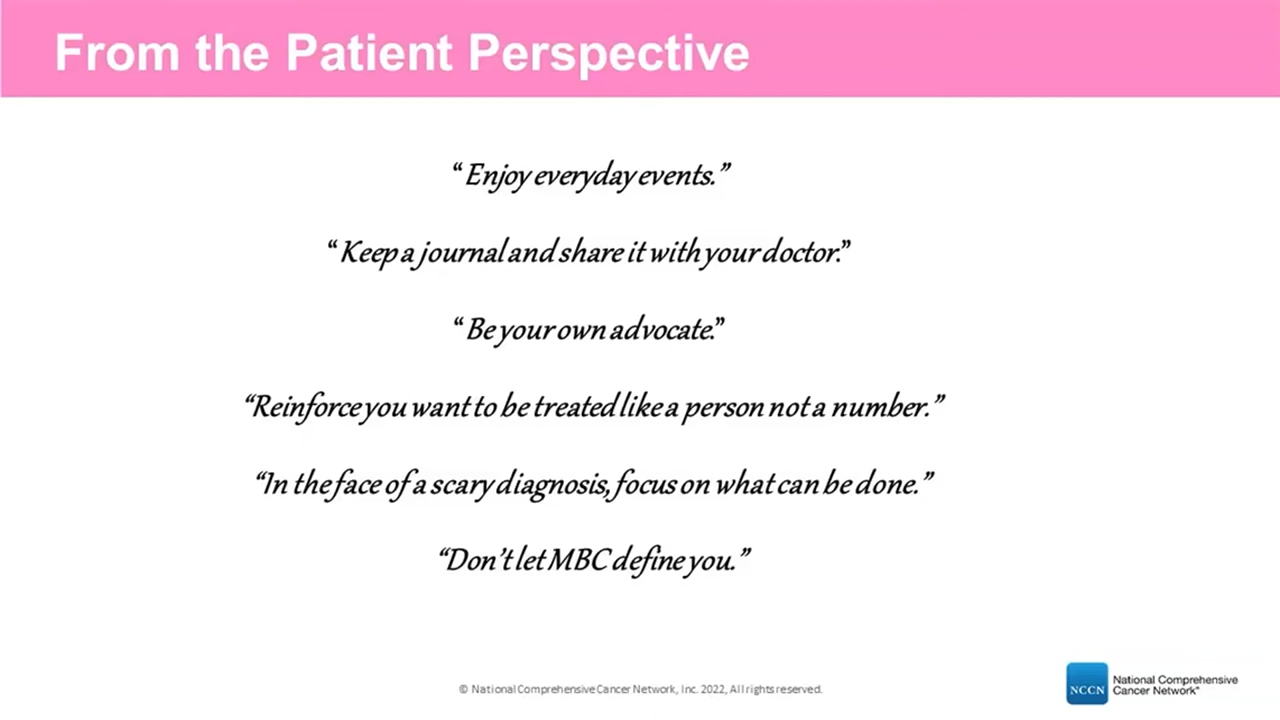 From the Patient Perspective
“Enjoy everyday events.”
“Keep a journal and share it with your doctor.”
“Be your own advocate.”
“Reinforce you want to be treated like a person not a number.”
“In the face of a scary diagnosis, focus on what can be done.”
“Don’t let MBC define you.”
© National Comprehensive Cancer Network, Inc. 2022, All rights reserved.
NCCN
National Comprehensive
Cancer Network®